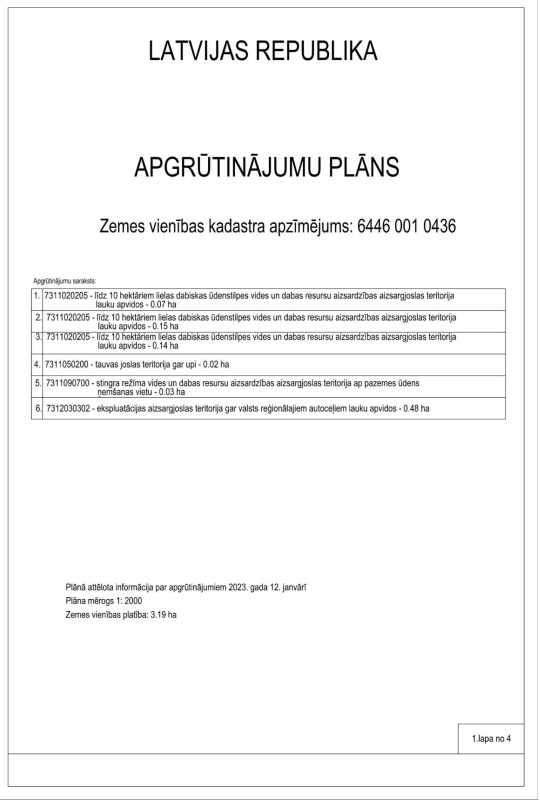 LATVIJAS REPUBLIKA
APGRŪTINĀJUMU PLĀNS
Zemes vienības kadastra apzīmējums: 6446 001 0436
Apgrūtinājumu saraksts:
1. 7311020205 - līdz 10 hektāriem lielas dabiskas ūdenstilpes vides un dabas resursu aizsardzības aizsargjoslas teritorija
lauku apvidos - 0.07 ha
2. 7311020205 - līdz 10 hektāriem lielas dabiskas ūdenstilpes vides un dabas resursu aizsardzības aizsargjoslas teritorija
lauku apvidos - 0.15 ha
3. 7311020205 - līdz 10 hektāriem lielas dabiskas ūdenstilpes vides un dabas resursu aizsardzības aizsargjoslas teritorija
lauku apvidos - 0.14 ha
4. 7311050200 - tauvas joslas teritorija gar upi - 0.02 ha
5. 7311090700 - stingra režīma vides un dabas resursu aizsardzības aizsargjoslas teritorija ap pazemes ūdens
ņemšanas vietu - 0.03 ha
6. 7312030302 - ekspluatācijas aizsargjoslas teritorija gar valsts reģionālajiem autoceļiem lauku apvidos - 0.48 ha
Plānā attēlota informācija par apgrūtinājumiem 2023. gada 12. janvārī
Plāna mērogs 1: 2000
Zemes vienības platība: 3.19 ha
1.lapa no 4